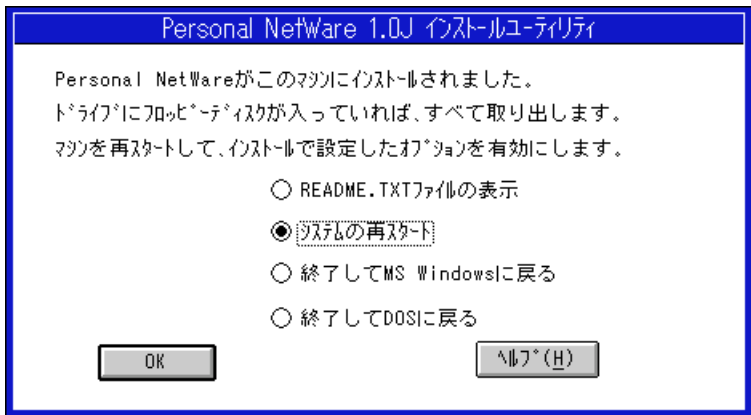 Personal NetWare 1.0J ｲﾝｽﾄｰﾙﾕｰﾃｨﾘﾃｨ
Personal NetWareがこのﾏｼﾝにｲﾝｽﾄｰﾙされました。
ﾄﾞﾗｲﾌﾞにﾌﾛｯﾋﾟｰﾃﾞｨｽｸが入っていれば､すべて取り出します。
ﾏｼﾝを再ｽﾀｰﾄして､ｲﾝｽﾄｰﾙで設定したｵﾌﾟｼｮﾝを有効にします。
README.TXTﾌｧｲﾙの表示
ｼｽﾃﾑの再ｽﾀｰﾄ
終了してMS Windowsに戻る
終了してDOSに戻る
OK
ﾍﾙﾌﾟ(H)